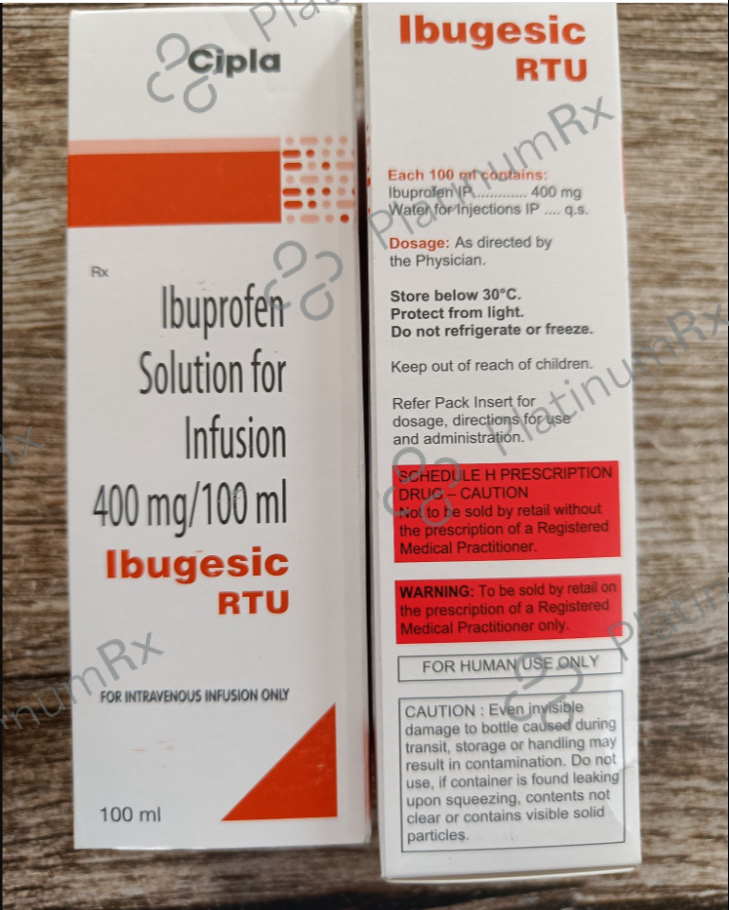 Cipla
Rx
Ibuprofen
Solution for
Infusion
400 mg/100 ml
Ibugesic
RTU
FOR INTRAVENOUS INFUSION ONLY
100 ml
Ibugesic
RTU
Each 100 ml contains:
Ibuprofen IP............. 400 mg
Water for Injections IP .... q.s.
Dosage: As directed by
the Physician.
Store below 30°C.
Protect from light.
Do not refrigerate or freeze.
Keep out of reach of children.
Refer Pack Insert for
dosage, directions for use
and administration.
SCHEDULE H PRESCRIPTION
DRUG – CAUTION
Not to be sold by retail without
the prescription of a Registered
Medical Practitioner.
WARNING: To be sold by retail on
the prescription of a Registered
Medical Practitioner only.
FOR HUMAN USE ONLY
CAUTION : Even invisible
damage to bottle caused during
transit, storage or handling may
result in contamination. Do not
use, if container is found leaking
upon squeezing, contents not
clear or contains visible solid
particles.
PlatinumRx
PlatinumRx